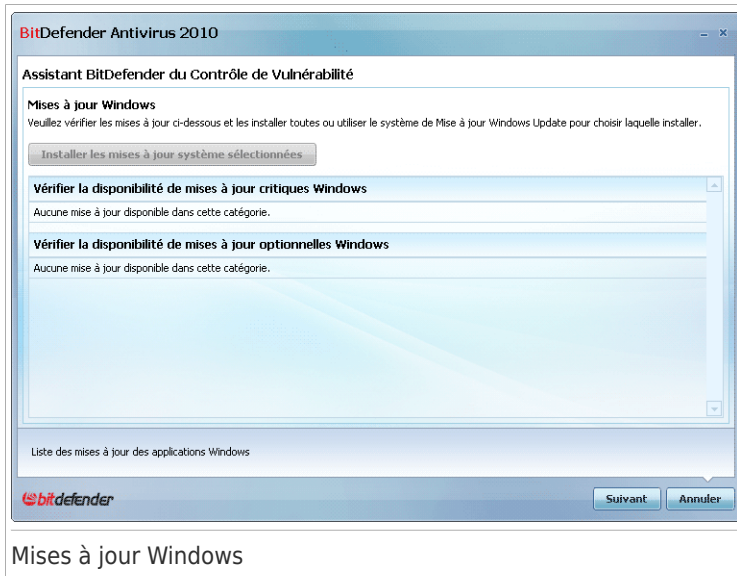 BitDefender Antivirus 2010
Assistant BitDefender du Contrôle de Vulnérabilité
Mises à jour Windows
Veuillez vérifier les mises à jour ci-dessous et les installer toutes ou utiliser le système de Mise à jour Windows Update pour choisir laquelle installer.
Installer les mises à jour système sélectionnées
Vérifier la disponibilité de mises à jour critiques Windows
Aucune mise à jour disponible dans cette catégorie.
Vérifier la disponibilité de mises à jour optionnelles Windows
Aucune mise à jour disponible dans cette catégorie.
Liste des mises à jour des applications Windows
bitdefender
Suivant Annuler
Mises à jour Windows